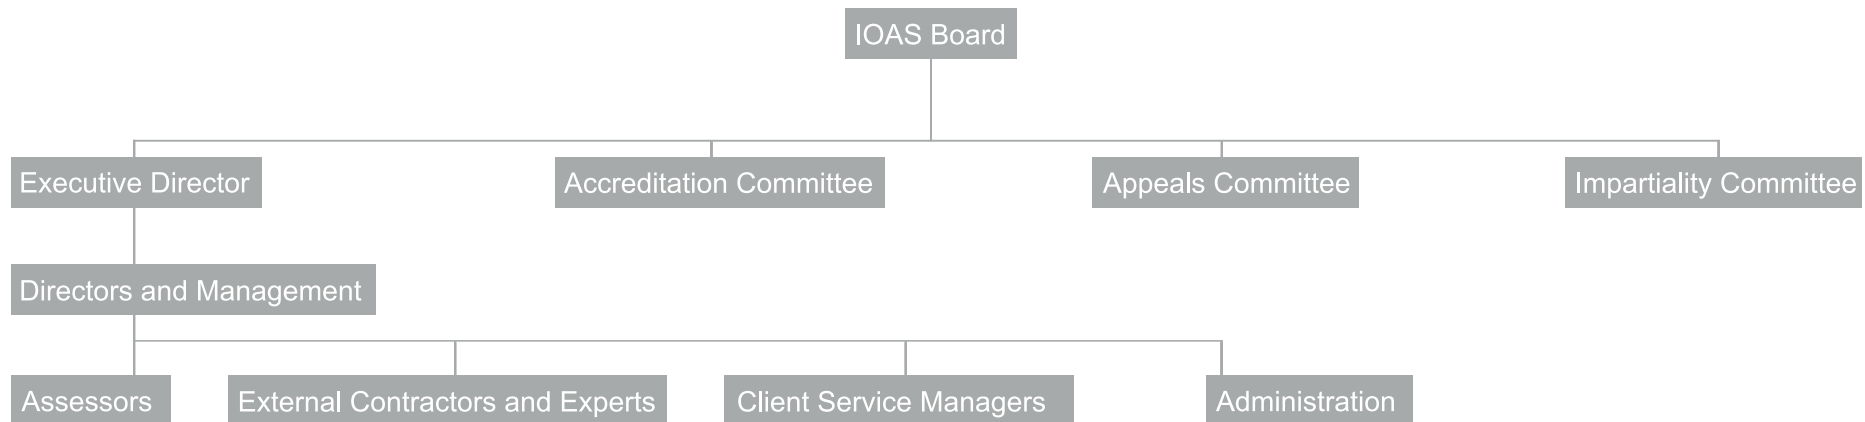 IOAS Board
Executive Director
Accreditation Committee
Appeals Committee
Impartiality Committee
Directors and Management
Assessors
External Contractors and Experts
Client Service Managers
Administration